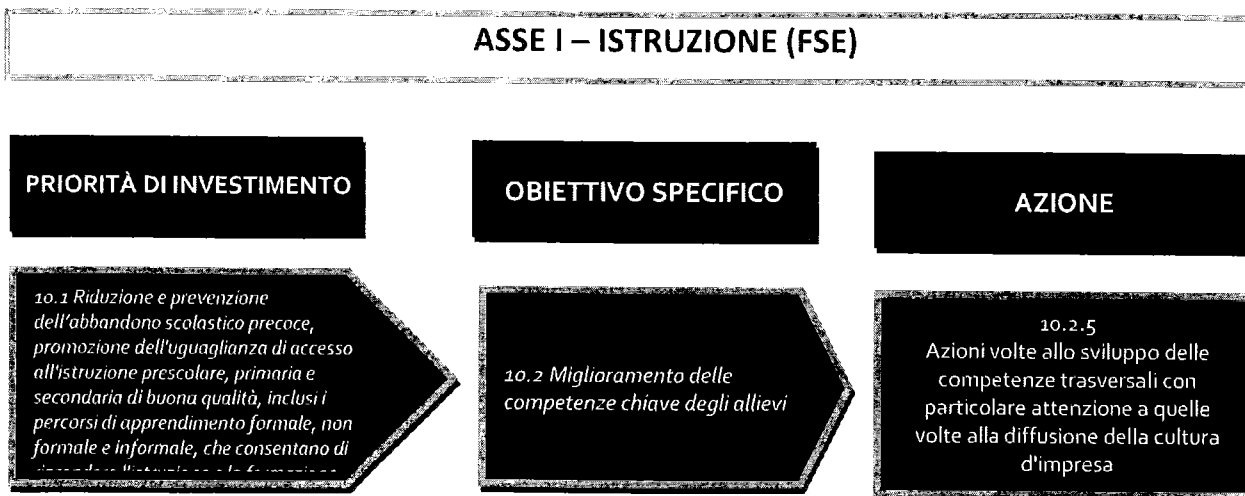 ASSE I – ISTRUZIONE (FSE)
PRIORITÀ DI INVESTIMENTO
10.1 Riduzione e prevenzione
dell'abbandono scolastico precoce,
promozione dell'uguaglianza di accesso
all'istruzione prescolare, primaria e
secondaria di buona qualità, inclusi i
percorsi di apprendimento formale, non
formale e informale, che consentano di
OBIETTIVO SPECIFICO
10.2 Miglioramento delle
competenze chiave degli allievi
AZIONE
10.2.5
Azioni volte allo sviluppo delle
competenze trasversali con
particolare attenzione a quelle
volte alla diffusione della cultura
d'impresa